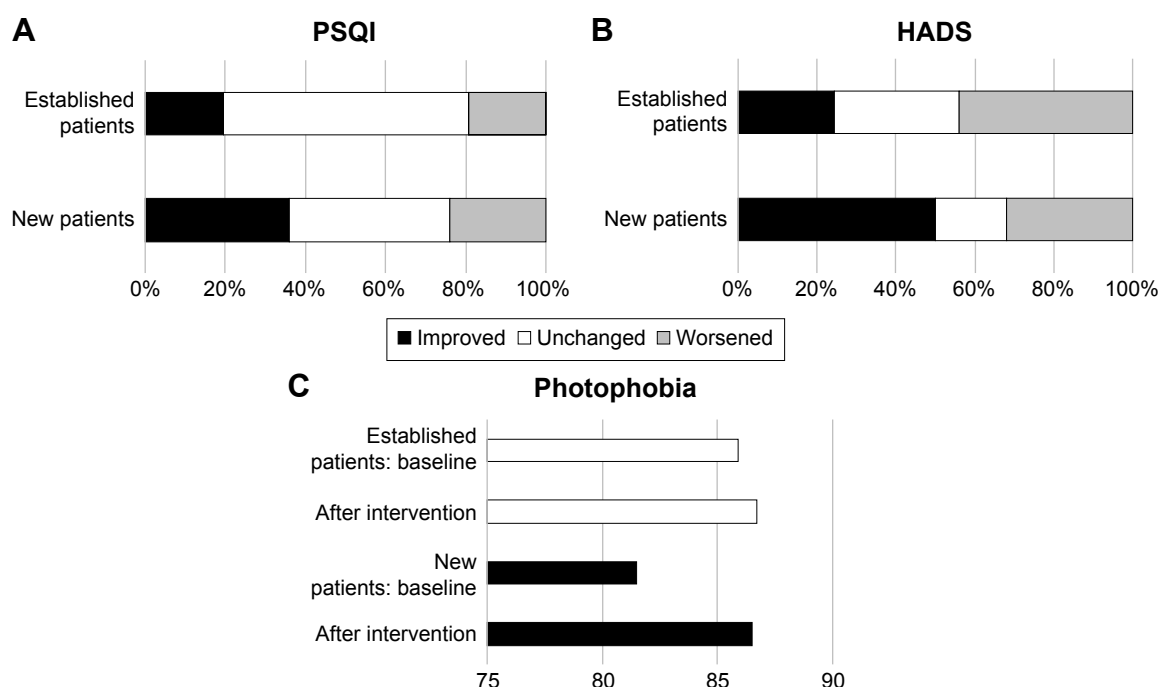 A
PSQI
Established
patients
New patients
0% 20% 40% 60% 80% 100%
B
HADS
Established
patients
New patients
0% 20% 40% 60% 80% 100%
Improved Unchanged Worsened
C
Photophobia
Established
patients: baseline
After intervention
New
patients: baseline
After intervention
75 80 85 90